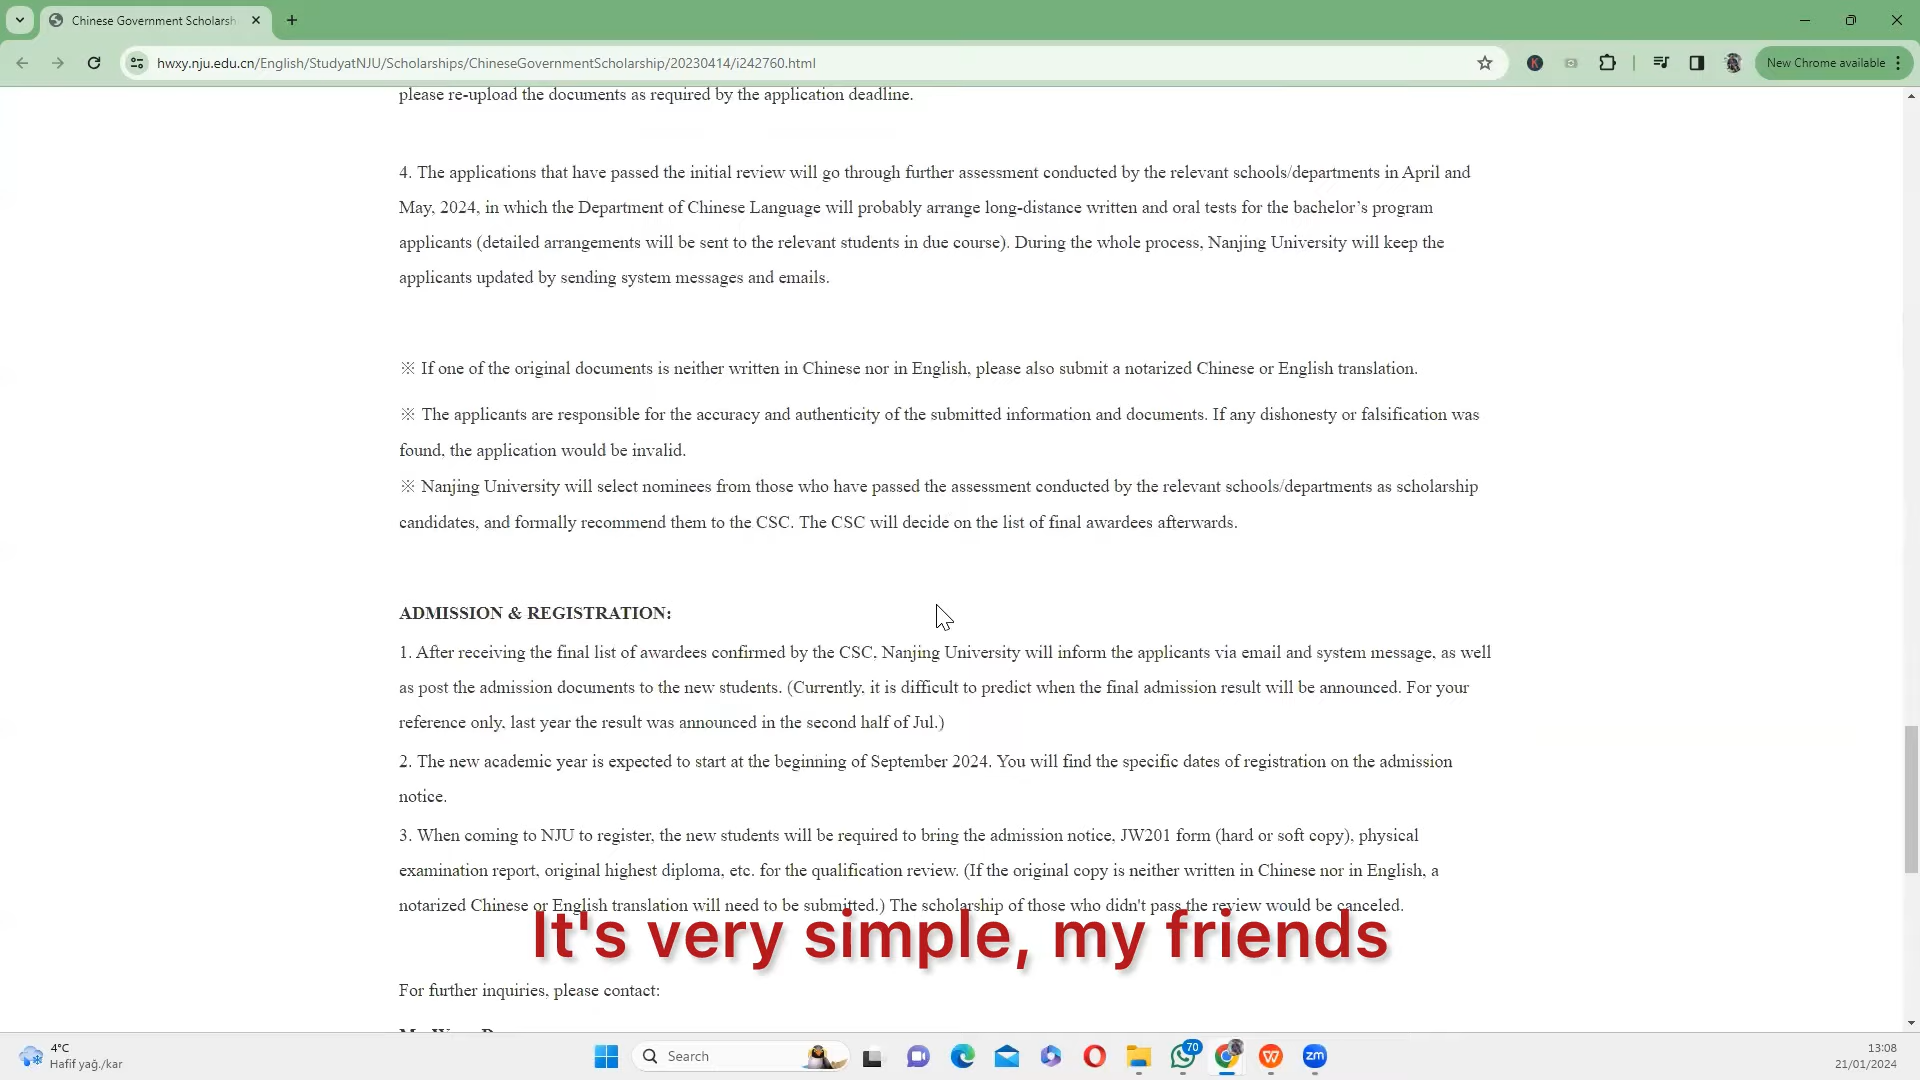 Chinese Government Scholarsh
hwxy.nju.edu.cn/English/StudyatNJU/Scholarships/ChineseGovernmentScholarship/20230414/i242760.html
K
New Chrome available
please re-upload the documents as required by the application deadline.
4. The applications that have passed the initial review will go through further assessment conducted by the relevant schools/departments in April and
May, 2024, in which the Department of Chinese Language will probably arrange long-distance written and oral tests for the bachelor’s program
applicants (detailed arrangements will be sent to the relevant students in due course). During the whole process, Nanjing University will keep the
applicants updated by sending system messages and emails.
※ If one of the original documents is neither written in Chinese nor in English, please also submit a notarized Chinese or English translation.
※ The applicants are responsible for the accuracy and authenticity of the submitted information and documents. If any dishonesty or falsification was
found, the application would be invalid.
※ Nanjing University will select nominees from those who have passed the assessment conducted by the relevant schools/departments as scholarship
candidates, and formally recommend them to the CSC. The CSC will decide on the list of final awardees afterwards.
ADMISSION & REGISTRATION:
1. After receiving the final list of awardees confirmed by the CSC, Nanjing University will inform the applicants via email and system message, as well
as post the admission documents to the new students. (Currently, it is difficult to predict when the final admission result will be announced. For your
reference only, last year the result was announced in the second half of Jul.)
2. The new academic year is expected to start at the beginning of September 2024. You will find the specific dates of registration on the admission
notice.
3. When coming to NJU to register, the new students will be required to bring the admission notice, JW201 form (hard or soft copy), physical
examination report, original highest diploma, etc. for the qualification review. (If the original copy is neither written in Chinese nor in English, a
notarized Chinese or English translation will need to be submitted.) The scholarship of those who didn't pass the review would be canceled.
It's very simple, my friends
For further inquiries, please contact:
4°C
Hafif yağ./kar
Search
70
zm
13:08
21/01/2024